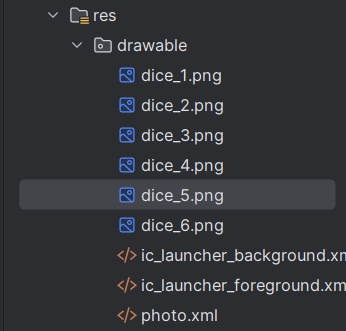 res
drawable
dice_1.png
dice_2.png
dice_3.png
dice_4.png
dice_5.png
dice_6.png
ic_launcher_background.xm
ic_launcher_foreground.xm
photo.xml